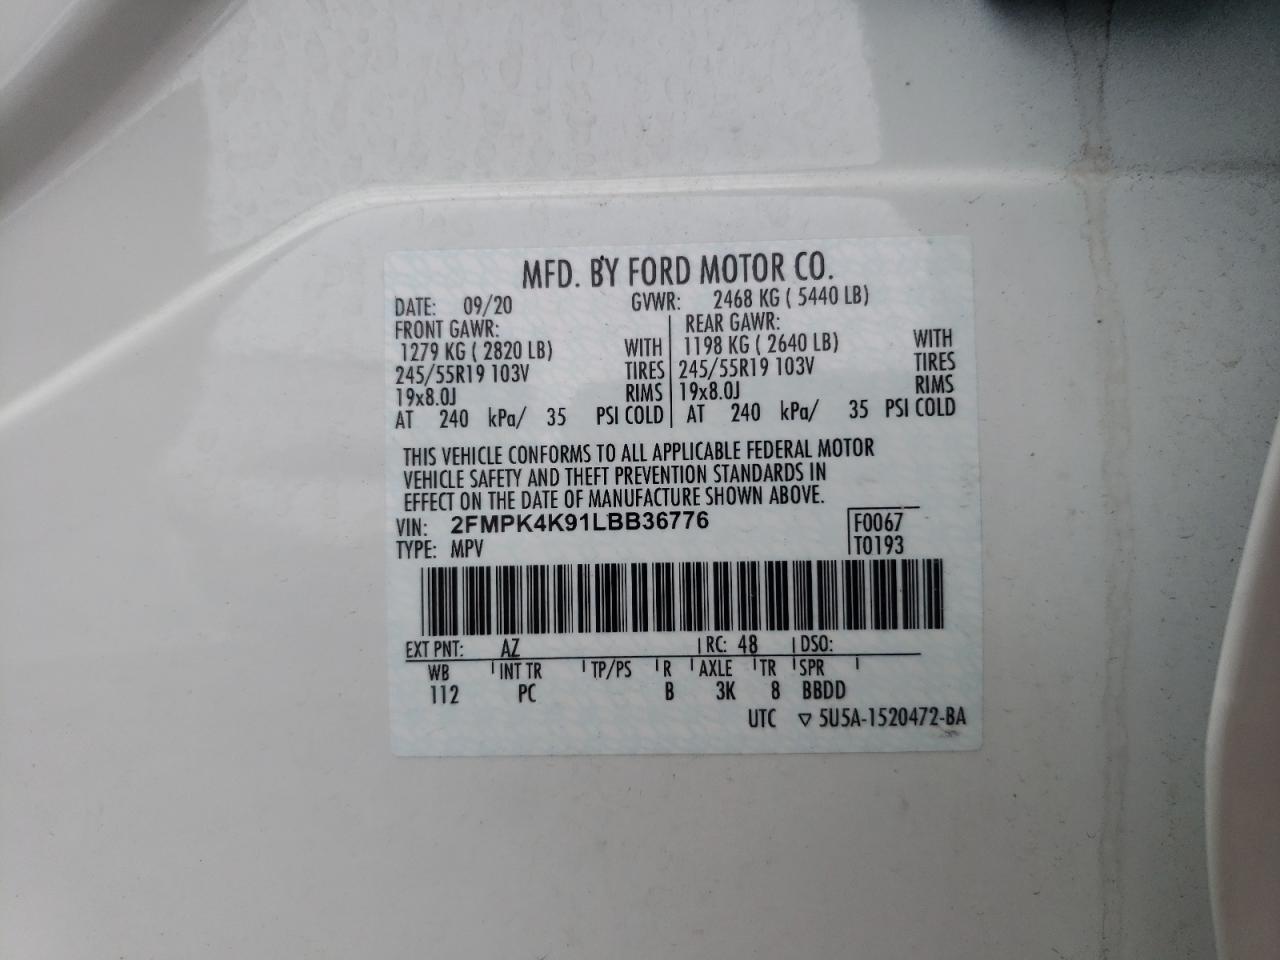 MFD. BY FORD MOTOR CO.
DATE: 09/20 GVWR: 2468 KG ( 5440 LB)
FRONT GAWR: REAR GAWR:
1279 KG ( 2820 LB) WITH 1198 KG ( 2640 LB) WITH
245/55R19 103V TIRES 245/55R19 103V TIRES
19x8.0J RIMS 19x8.0J RIMS
AT 240 kPa/ 35 PSI COLD AT 240 kPa/ 35 PSI COLD
THIS VEHICLE CONFORMS TO ALL APPLICABLE FEDERAL MOTOR
VEHICLE SAFETY AND THEFT PREVENTION STANDARDS IN
EFFECT ON THE DATE OF MANUFACTURE SHOWN ABOVE.
VIN: 2FMPK4K91LBB36776 F0067
TYPE: MPV T0193
EXT PNT: AZ RC: 48 DSO:
WB INT TR TP/PS R AXLE TR SPR
112 PC B 3K 8 BBDD
UTC ▽ 5U5A-1520472-BA